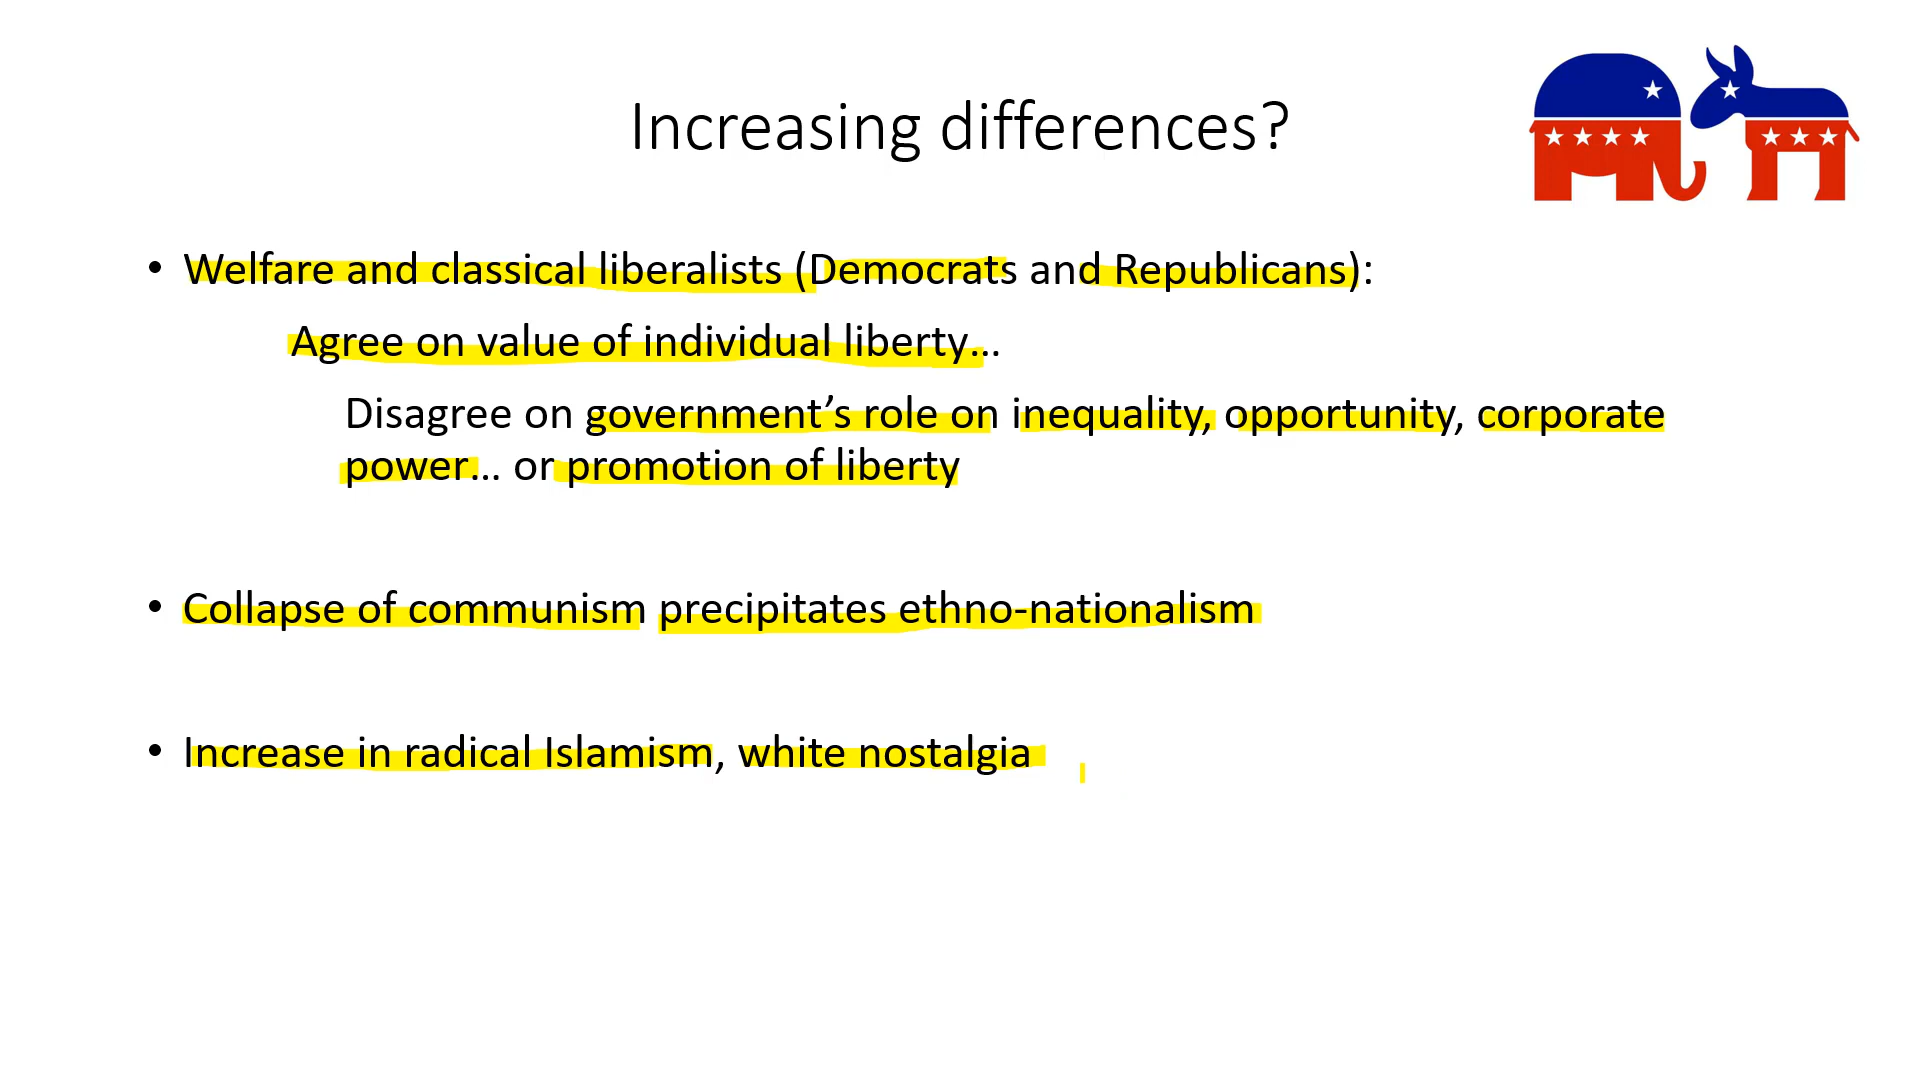 Increasing differences?
• Welfare and classical liberalists (Democrats and Republicans):
Agree on value of individual liberty…
Disagree on government’s role on inequality, opportunity, corporate
power… or promotion of liberty
• Collapse of communism precipitates ethno-nationalism
• Increase in radical Islamism, white nostalgia